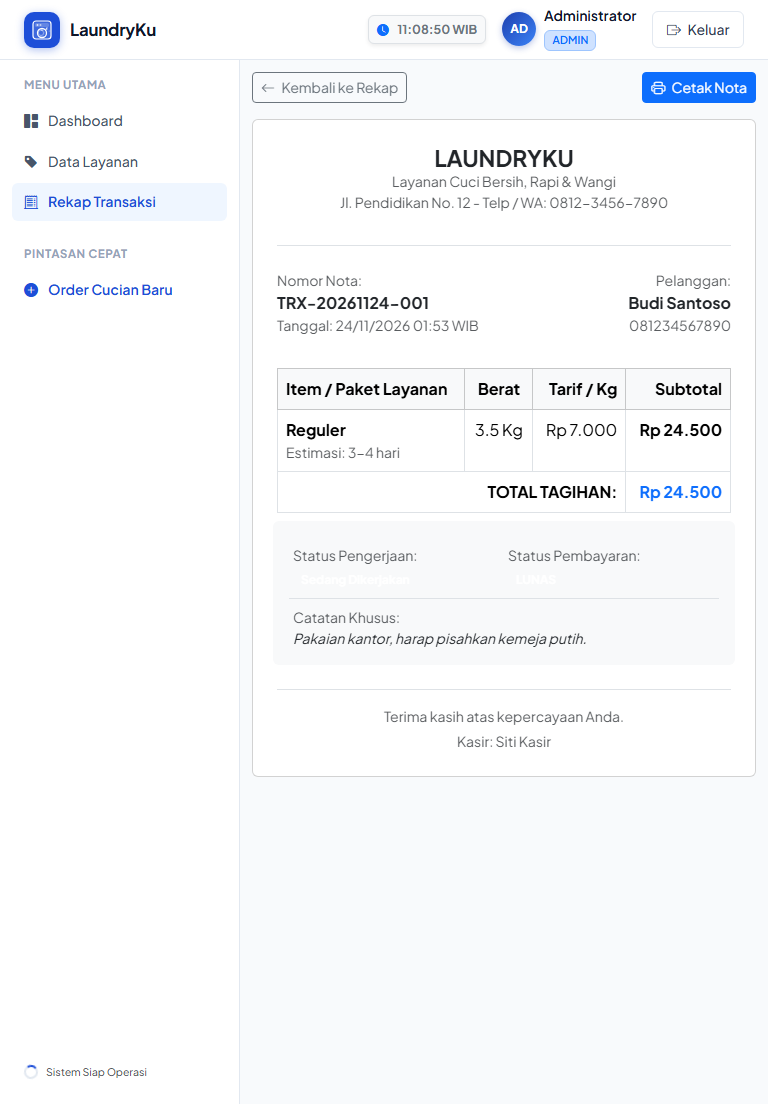 LaundryKu
11:08:50 WIB
AD
Administrator
ADMIN
Keluar
MENU UTAMA
Dashboard
Data Layanan
Rekap Transaksi
PINTASAN CEPAT
Order Cucian Baru
Sistem Siap Operasi
Kembali ke Rekap
Cetak Nota
LAUNDRYKU
Layanan Cuci Bersih, Rapi & Wangi
Jl. Pendidikan No. 12 - Telp / WA: 0812-3456-7890
Nomor Nota:
TRX-20261124-001
Tanggal: 24/11/2026 01:53 WIB
Pelanggan:
Budi Santoso
081234567890
Item / Paket Layanan Berat Tarif / Kg Subtotal
Reguler 3.5 Kg Rp 7.000 Rp 24.500
Estimasi: 3-4 hari
TOTAL TAGIHAN: Rp 24.500
Status Pengerjaan:
Sedang Dikerjakan
Status Pembayaran:
LUNAS
Catatan Khusus:
Pakaian kantor, harap pisahkan kemeja putih.
Terima kasih atas kepercayaan Anda.
Kasir: Siti Kasir